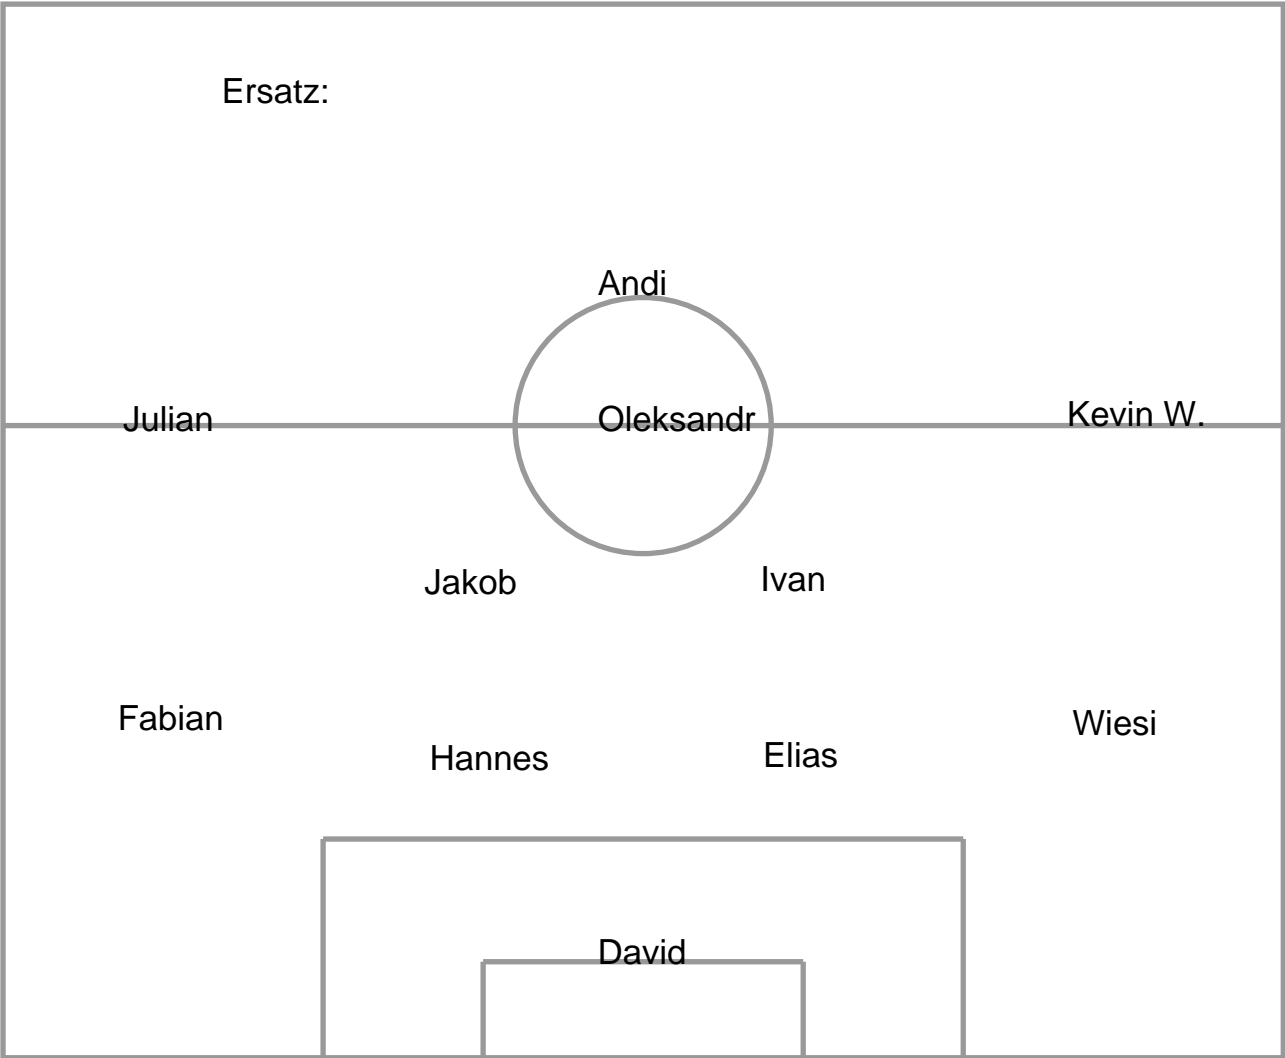 Ersatz:
Andi
Julian Oleksandr Kevin W.
Jakob Ivan
Fabian Wiesi
Hannes Elias
David